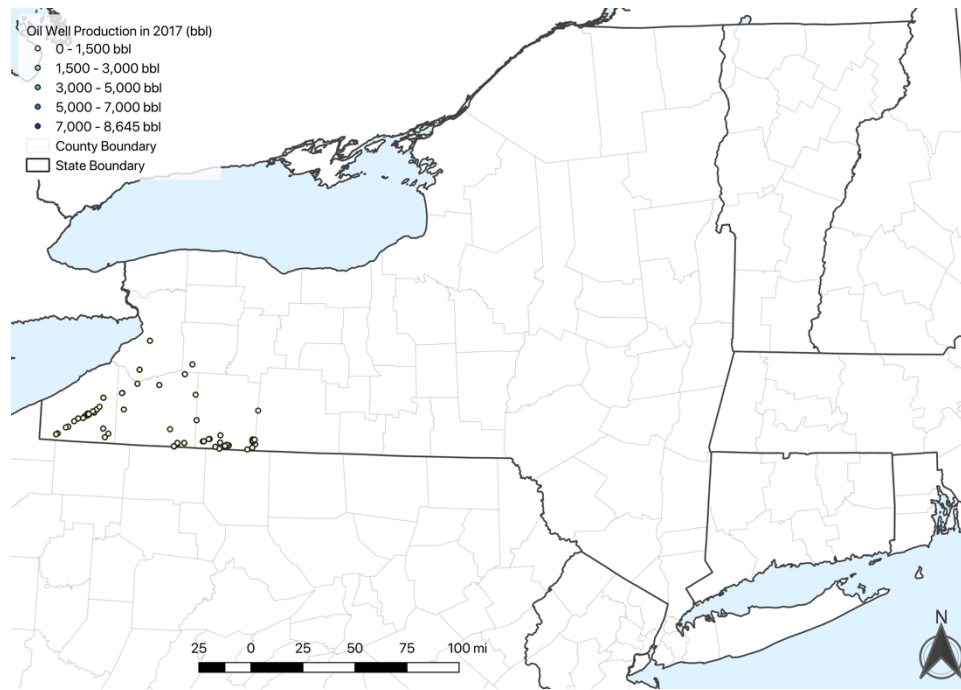 Oil Well Production in 2017 (bbl)
0 - 1,500 bbl
1,500 - 3,000 bbl
3,000 - 5,000 bbl
5,000 - 7,000 bbl
7,000 - 8,645 bbl
County Boundary
State Boundary
25 0 25 50 75 100 mi
N